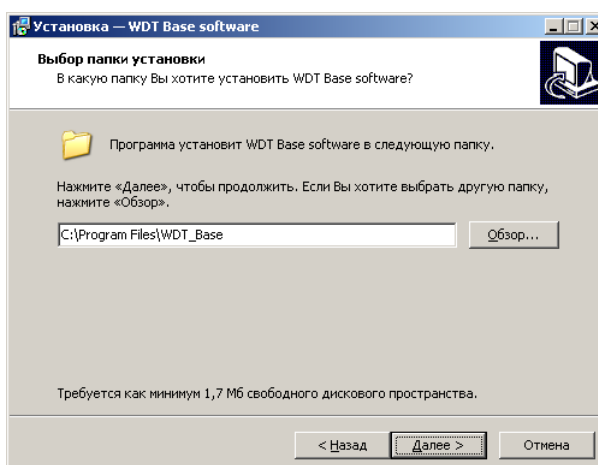 Установка — WDT Base software
Выбор папки установки
В какую папку Вы хотите установить WDT Base software?
Программа установит WDT Base software в следующую папку.
Нажмите «Далее», чтобы продолжить. Если Вы хотите выбрать другую папку,
нажмите «Обзор».
C:\Program Files\WDT_Base
Обзор...
Требуется как минимум 1,7 Мб свободного дискового пространства.
< Назад
Далее >
Отмена